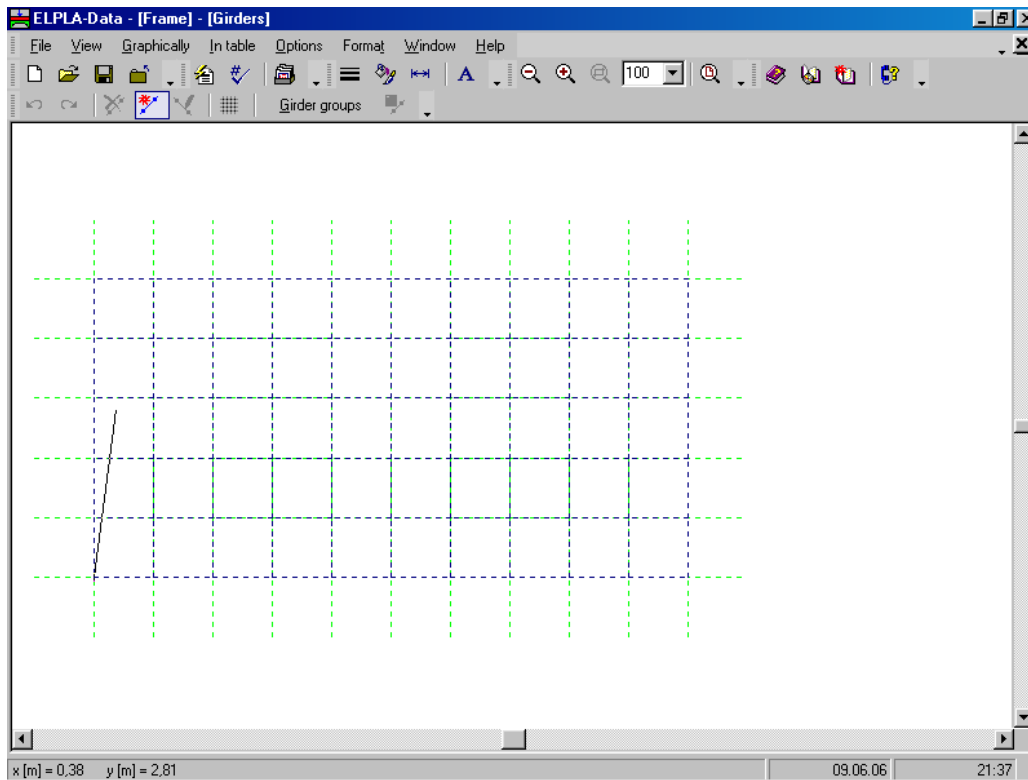 ELPLA-Data - [Frame] - [Girders]
File View Graphically In table Options Format Window Help
A 100
Girder groups
x [m] = 0,38 y [m] = 2,81 09.06.06 21:37